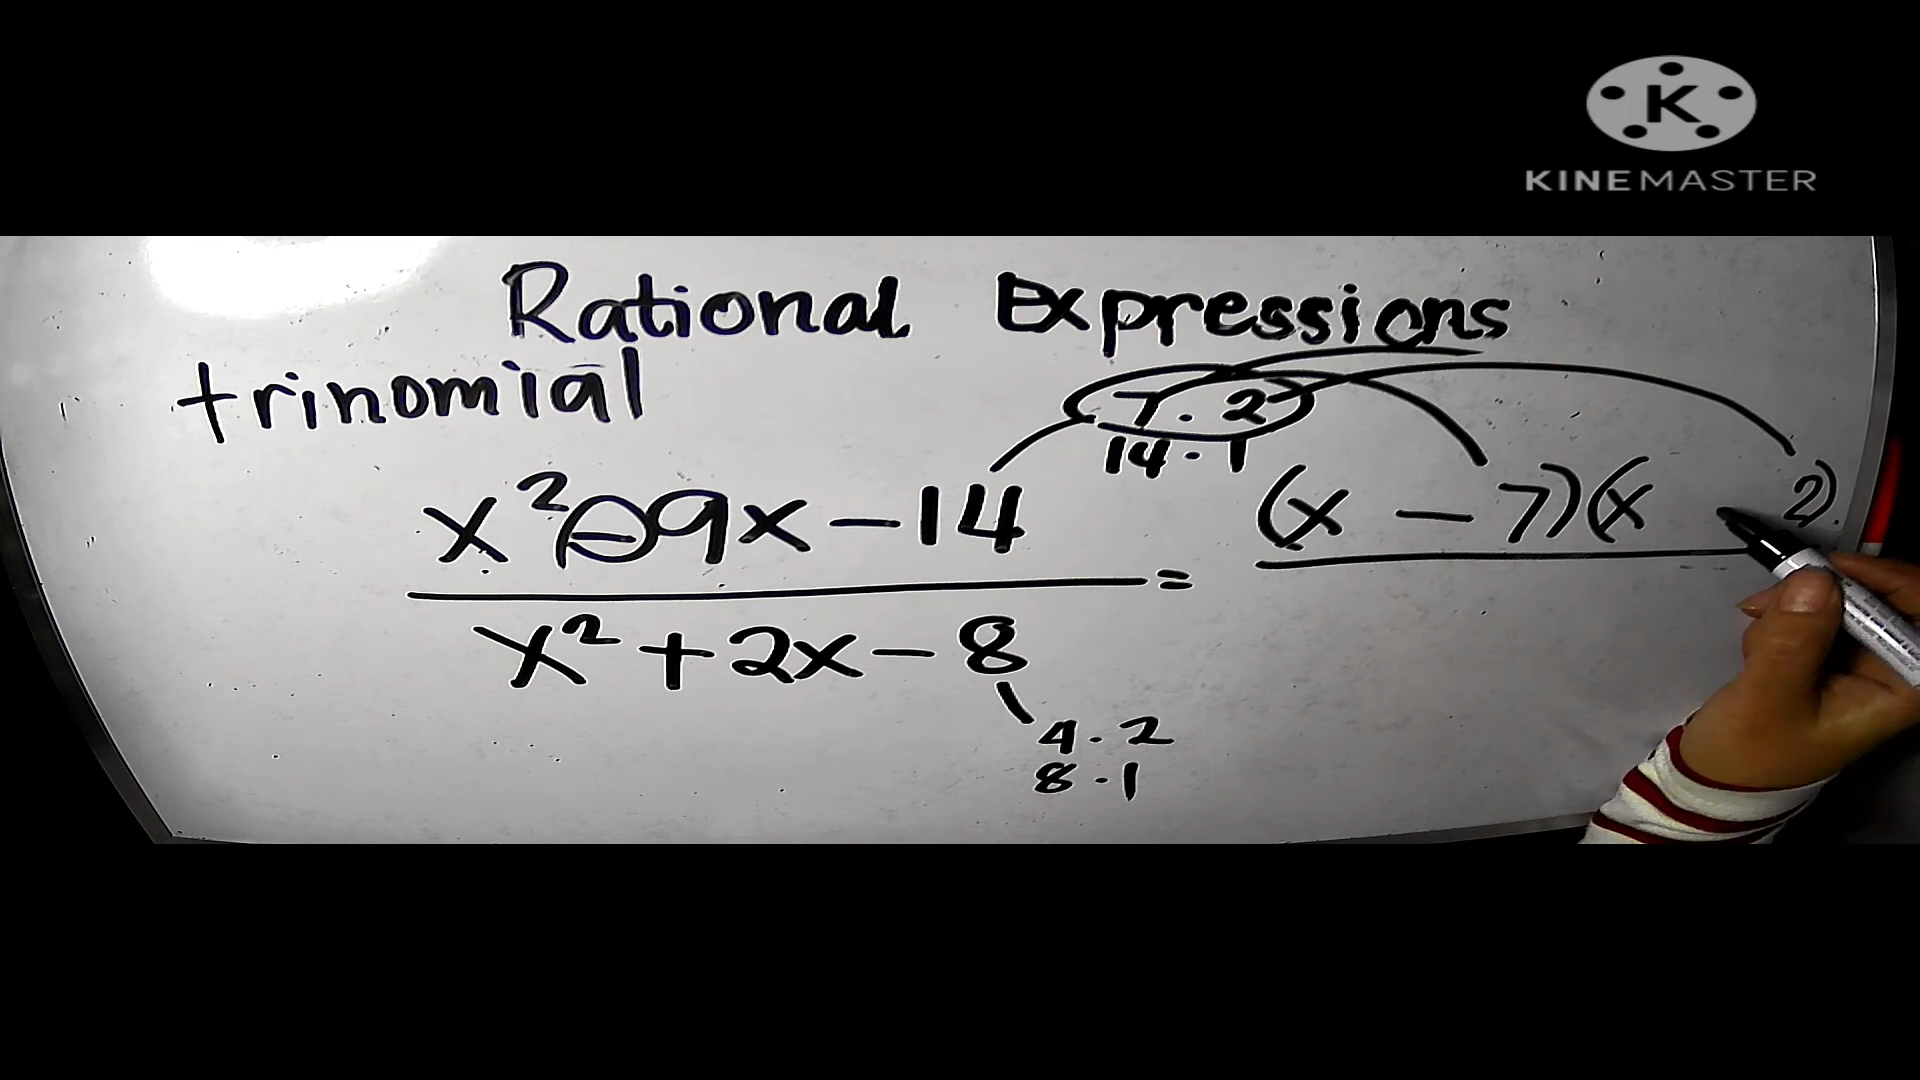 K
KINEMASTER
Rational Expressions
trinomial
7 . 2
14 . 1
x² - 9x - 14 = (x - 7)(x 2)
x² + 2x - 8
4 . 2
8 . 1